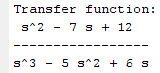 Transfer function:
s^2 - 7 s + 12
-----------------
s^3 - 5 s^2 + 6 s